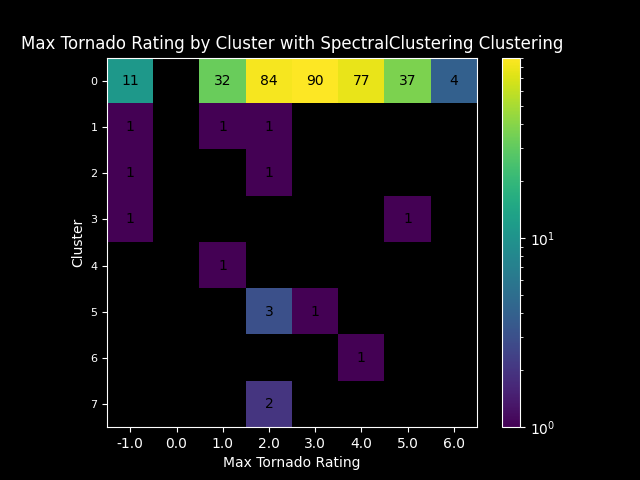 Max Tornado Rating by Cluster with SpectralClustering Clustering
0 11 32 84 90 77 37 4
1 1 1 1
2 1 1
3 1 1
4 1
5 3 1
6 1
7 2
-1.0 0.0 1.0 2.0 3.0 4.0 5.0 6.0
Max Tornado Rating
Cluster
10¹
10⁰